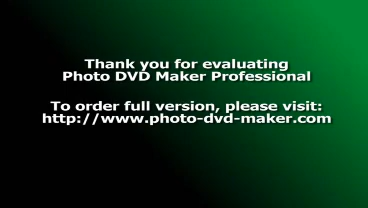 Thank you for evaluating
Photo DVD Maker Professional
To order full version, please visit:
http://www.photo-dvd-maker.com